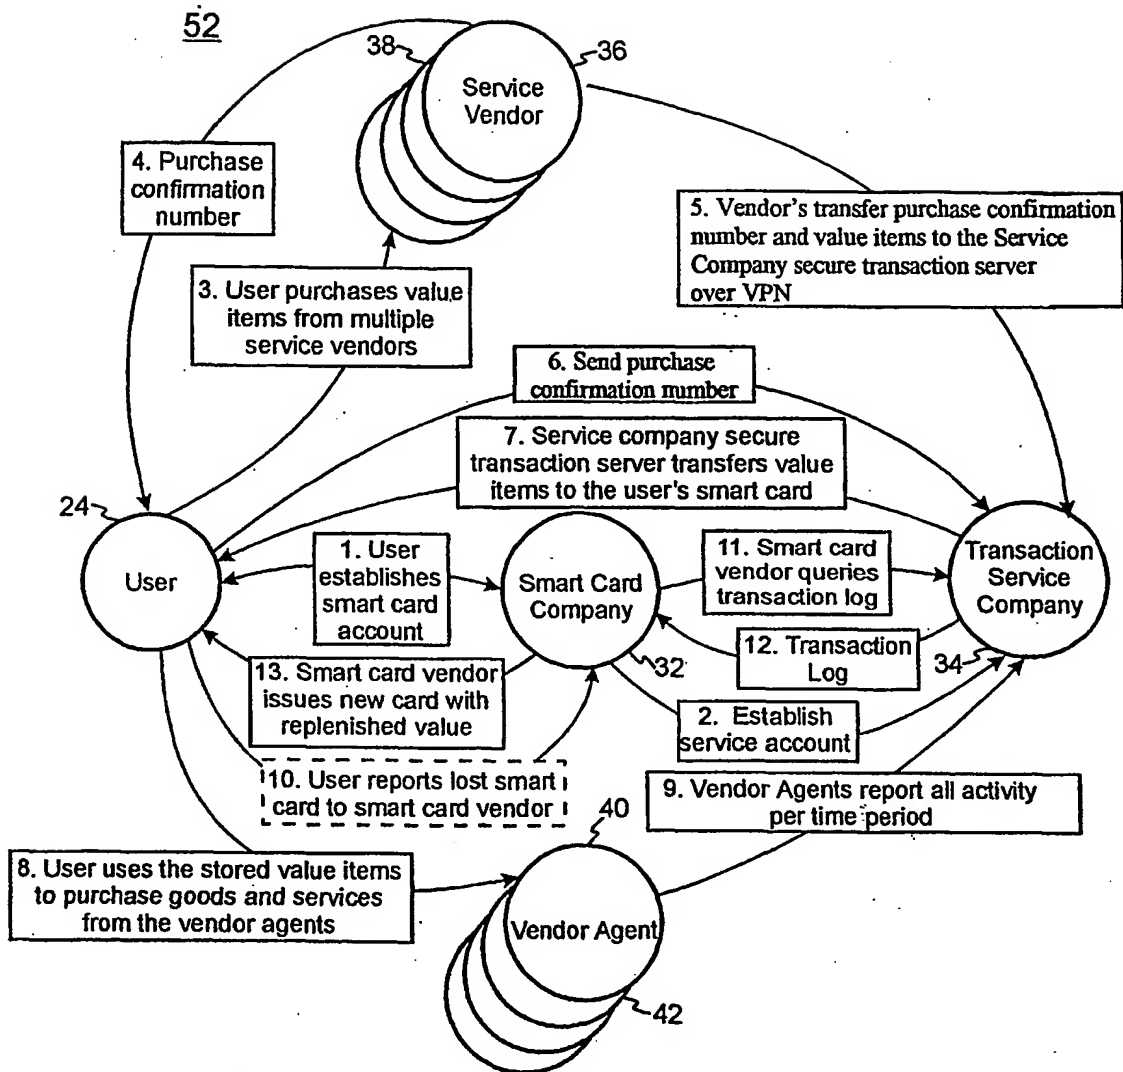 52
38
36
Service
Vendor
4. Purchase
confirmation
number
5. Vendor's transfer purchase confirmation
number and value items to the Service
Company secure transaction server
over VPN
3. User purchases value
items from multiple
service vendors
6. Send purchase
confirmation number
7. Service company secure
transaction server transfers value
items to the user's smart card
24
User
1. User
establishes
smart card
account
Smart Card
Company
11. Smart card
vendor queries
transaction log
Transaction
Service
Company
12. Transaction
Log
32
34
13. Smart card vendor
issues new card with
replenished value
2. Establish
service account
10. User reports lost smart
card to smart card vendor
9. Vendor Agents report all activity
per time period
40
8. User uses the stored value items
to purchase goods and services
from the vendor agents
Vendor Agent
42